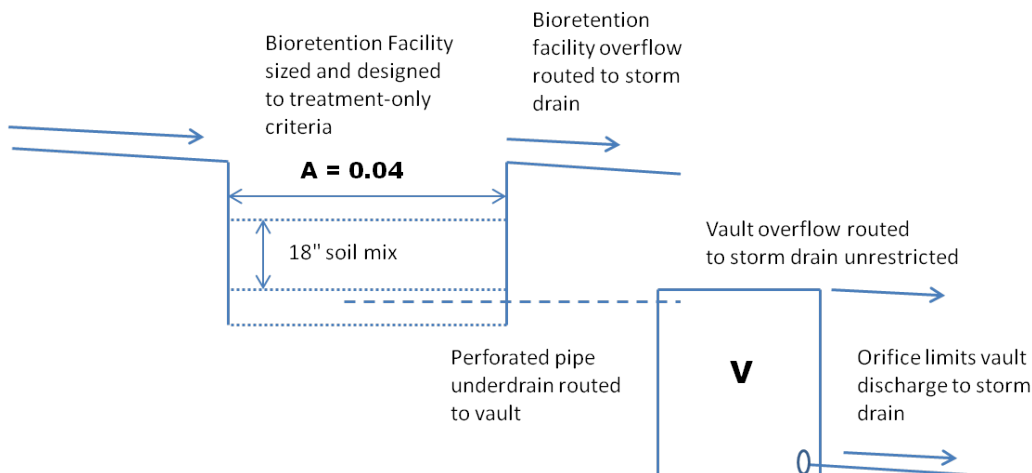 Bioretention Facility
sized and designed
to treatment-only
criteria
Bioretention
facility overflow
routed to storm
drain
A = 0.04
18" soil mix
Vault overflow routed
to storm drain unrestricted
Perforated pipe
underdrain routed
to vault
V
Orifice limits vault
discharge to storm
drain